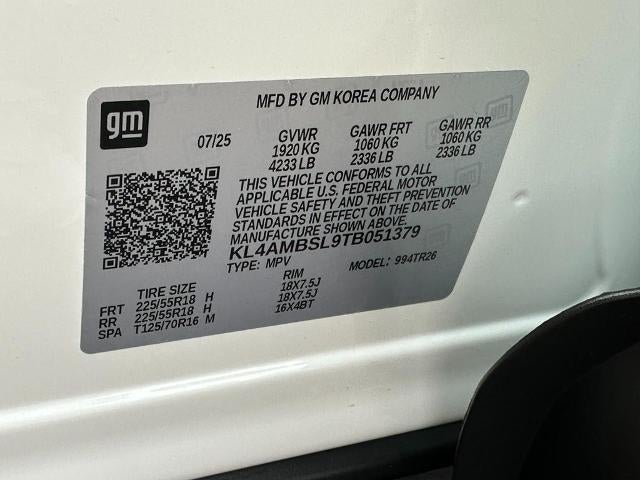 gm
MFD BY GM KOREA COMPANY
07/25
GVWR GAWR FRT GAWR RR
1920 KG 1060 KG 1060 KG
4233 LB 2336 LB 2336 LB
THIS VEHICLE CONFORMS TO ALL
APPLICABLE U.S. FEDERAL MOTOR
VEHICLE SAFETY AND THEFT PREVENTION
STANDARDS IN EFFECT ON THE DATE OF
MANUFACTURE SHOWN ABOVE.
KL4AMBSL9TB051379
TYPE: MPV MODEL: 994TR26
TIRE SIZE RIM
FRT 225/55R18 H 18X7.5J
RR 225/55R18 H 18X7.5J
SPA T125/70R16 M 16X4BT